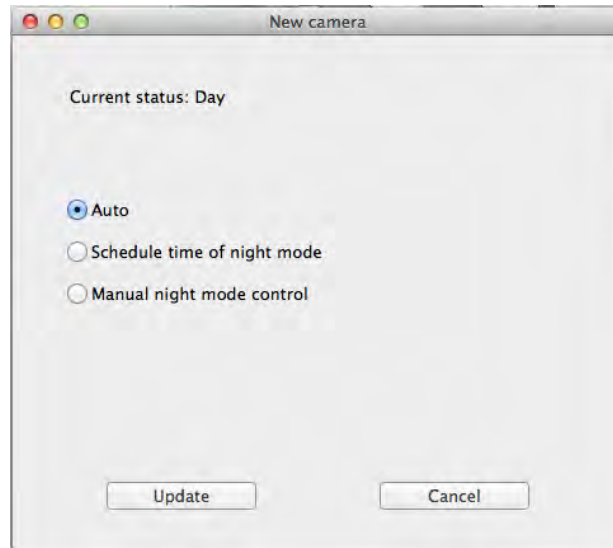 New camera
Current status: Day
Auto
Schedule time of night mode
Manual night mode control
Update Cancel